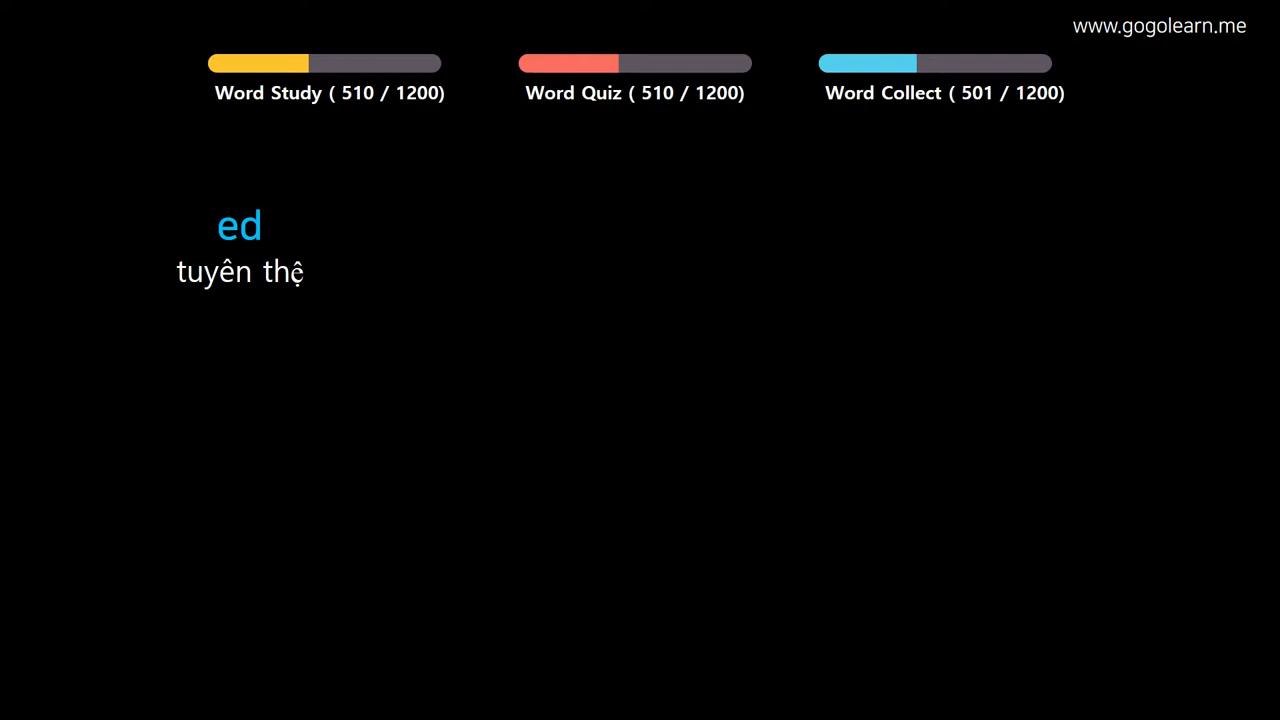 www.gogolearn.me
Word Study ( 510 / 1200)
Word Quiz ( 510 / 1200)
Word Collect ( 501 / 1200)
ed
tuyên thệ